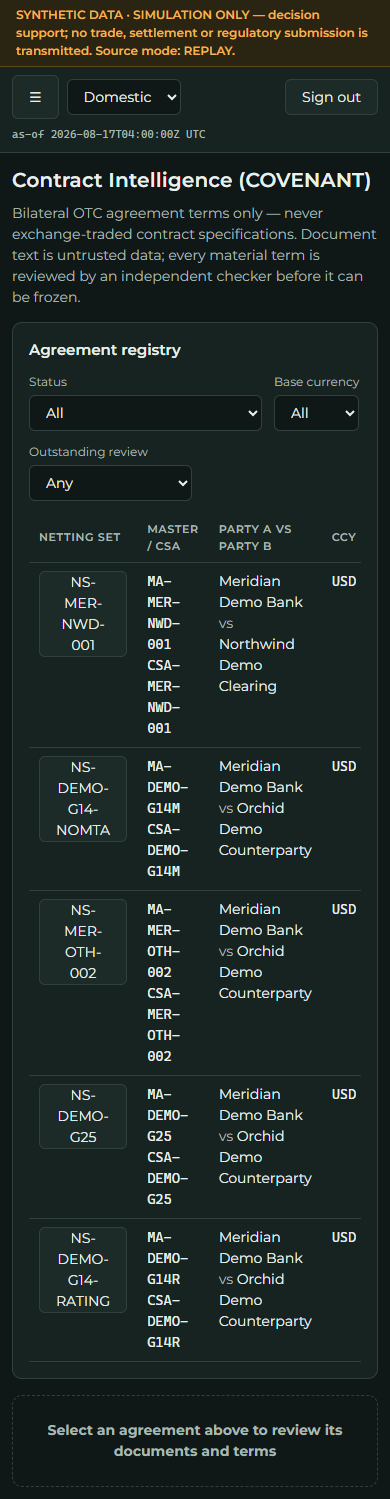 SYNTHETIC DATA · SIMULATION ONLY — decision
support; no trade, settlement or regulatory submission is
transmitted. Source mode: REPLAY.
☰ Domestic Sign out
as-of 2026-08-17T04:00:00Z UTC
Contract Intelligence (COVENANT)
Bilateral OTC agreement terms only — never
exchange-traded contract specifications. Document
text is untrusted data; every material term is
reviewed by an independent checker before it can
be frozen.
Agreement registry
Status
All
Base currency
All
Outstanding review
Any
NETTING SET
MASTER
/ CSA
PARTY A VS
PARTY B
CCY
NS-
MER-
NWD-
001
MA-
MER-
NWD-
001
CSA-
MER-
NWD-
001
Meridian
Demo Bank
vs
Northwind
Demo
Clearing
USD
NS-
DEMO-
G14-
NOMTA
MA-
DEMO-
G14M
CSA-
DEMO-
G14M
Meridian
Demo Bank
vs Orchid
Demo
Counterparty
USD
NS-
MER-
OTH-
002
MA-
MER-
OTH-
002
CSA-
MER-
OTH-
002
Meridian
Demo Bank
vs Orchid
Demo
Counterparty
USD
NS-
DEMO-
G25
MA-
DEMO-
G25
CSA-
DEMO-
G25
Meridian
Demo Bank
vs Orchid
Demo
Counterparty
USD
NS-
DEMO-
G14-
RATING
MA-
DEMO-
G14R
CSA-
DEMO-
G14R
Meridian
Demo Bank
vs Orchid
Demo
Counterparty
USD
Select an agreement above to review its
documents and terms